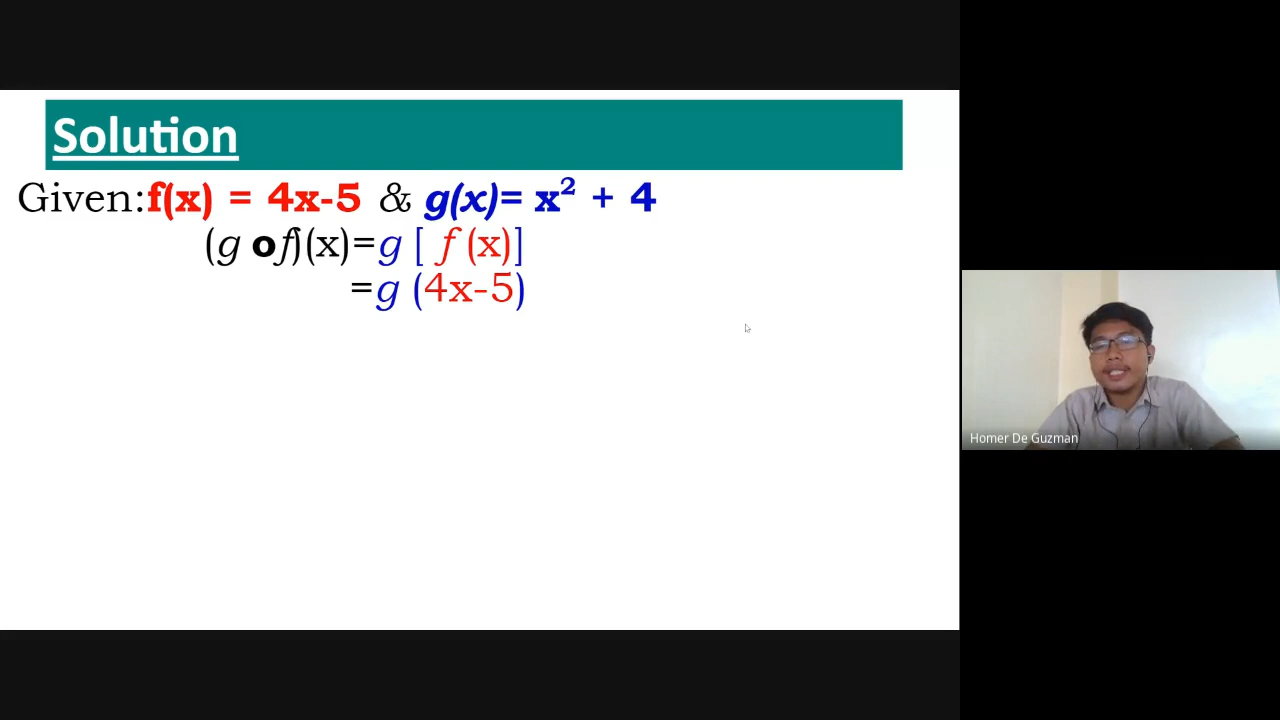 Solution
Given:f(x) = 4x-5 & g(x)= x² + 4
(g o f)(x)=g [ f (x)]
=g (4x-5)
Homer De Guzman